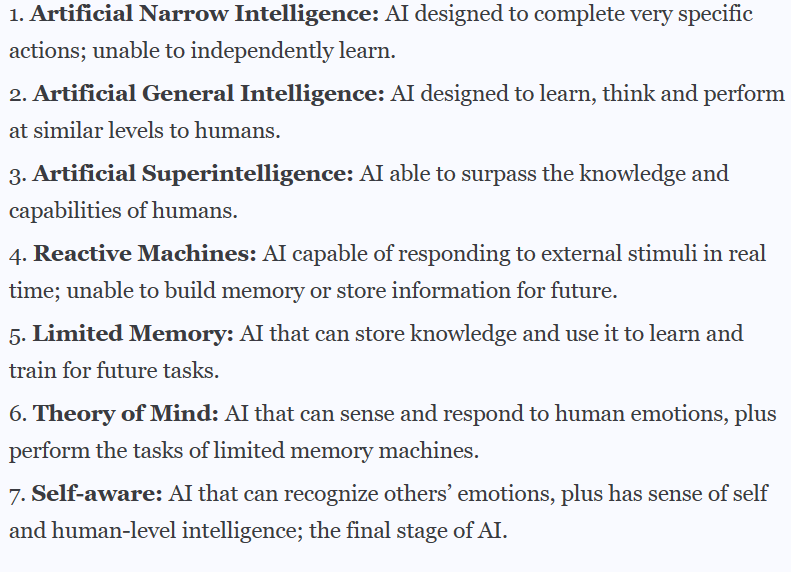 1. Artificial Narrow Intelligence: AI designed to complete very specific
actions; unable to independently learn.
2. Artificial General Intelligence: AI designed to learn, think and perform
at similar levels to humans.
3. Artificial Superintelligence: AI able to surpass the knowledge and
capabilities of humans.
4. Reactive Machines: AI capable of responding to external stimuli in real
time; unable to build memory or store information for future.
5. Limited Memory: AI that can store knowledge and use it to learn and
train for future tasks.
6. Theory of Mind: AI that can sense and respond to human emotions, plus
perform the tasks of limited memory machines.
7. Self-aware: AI that can recognize others’ emotions, plus has sense of self
and human-level intelligence; the final stage of AI.